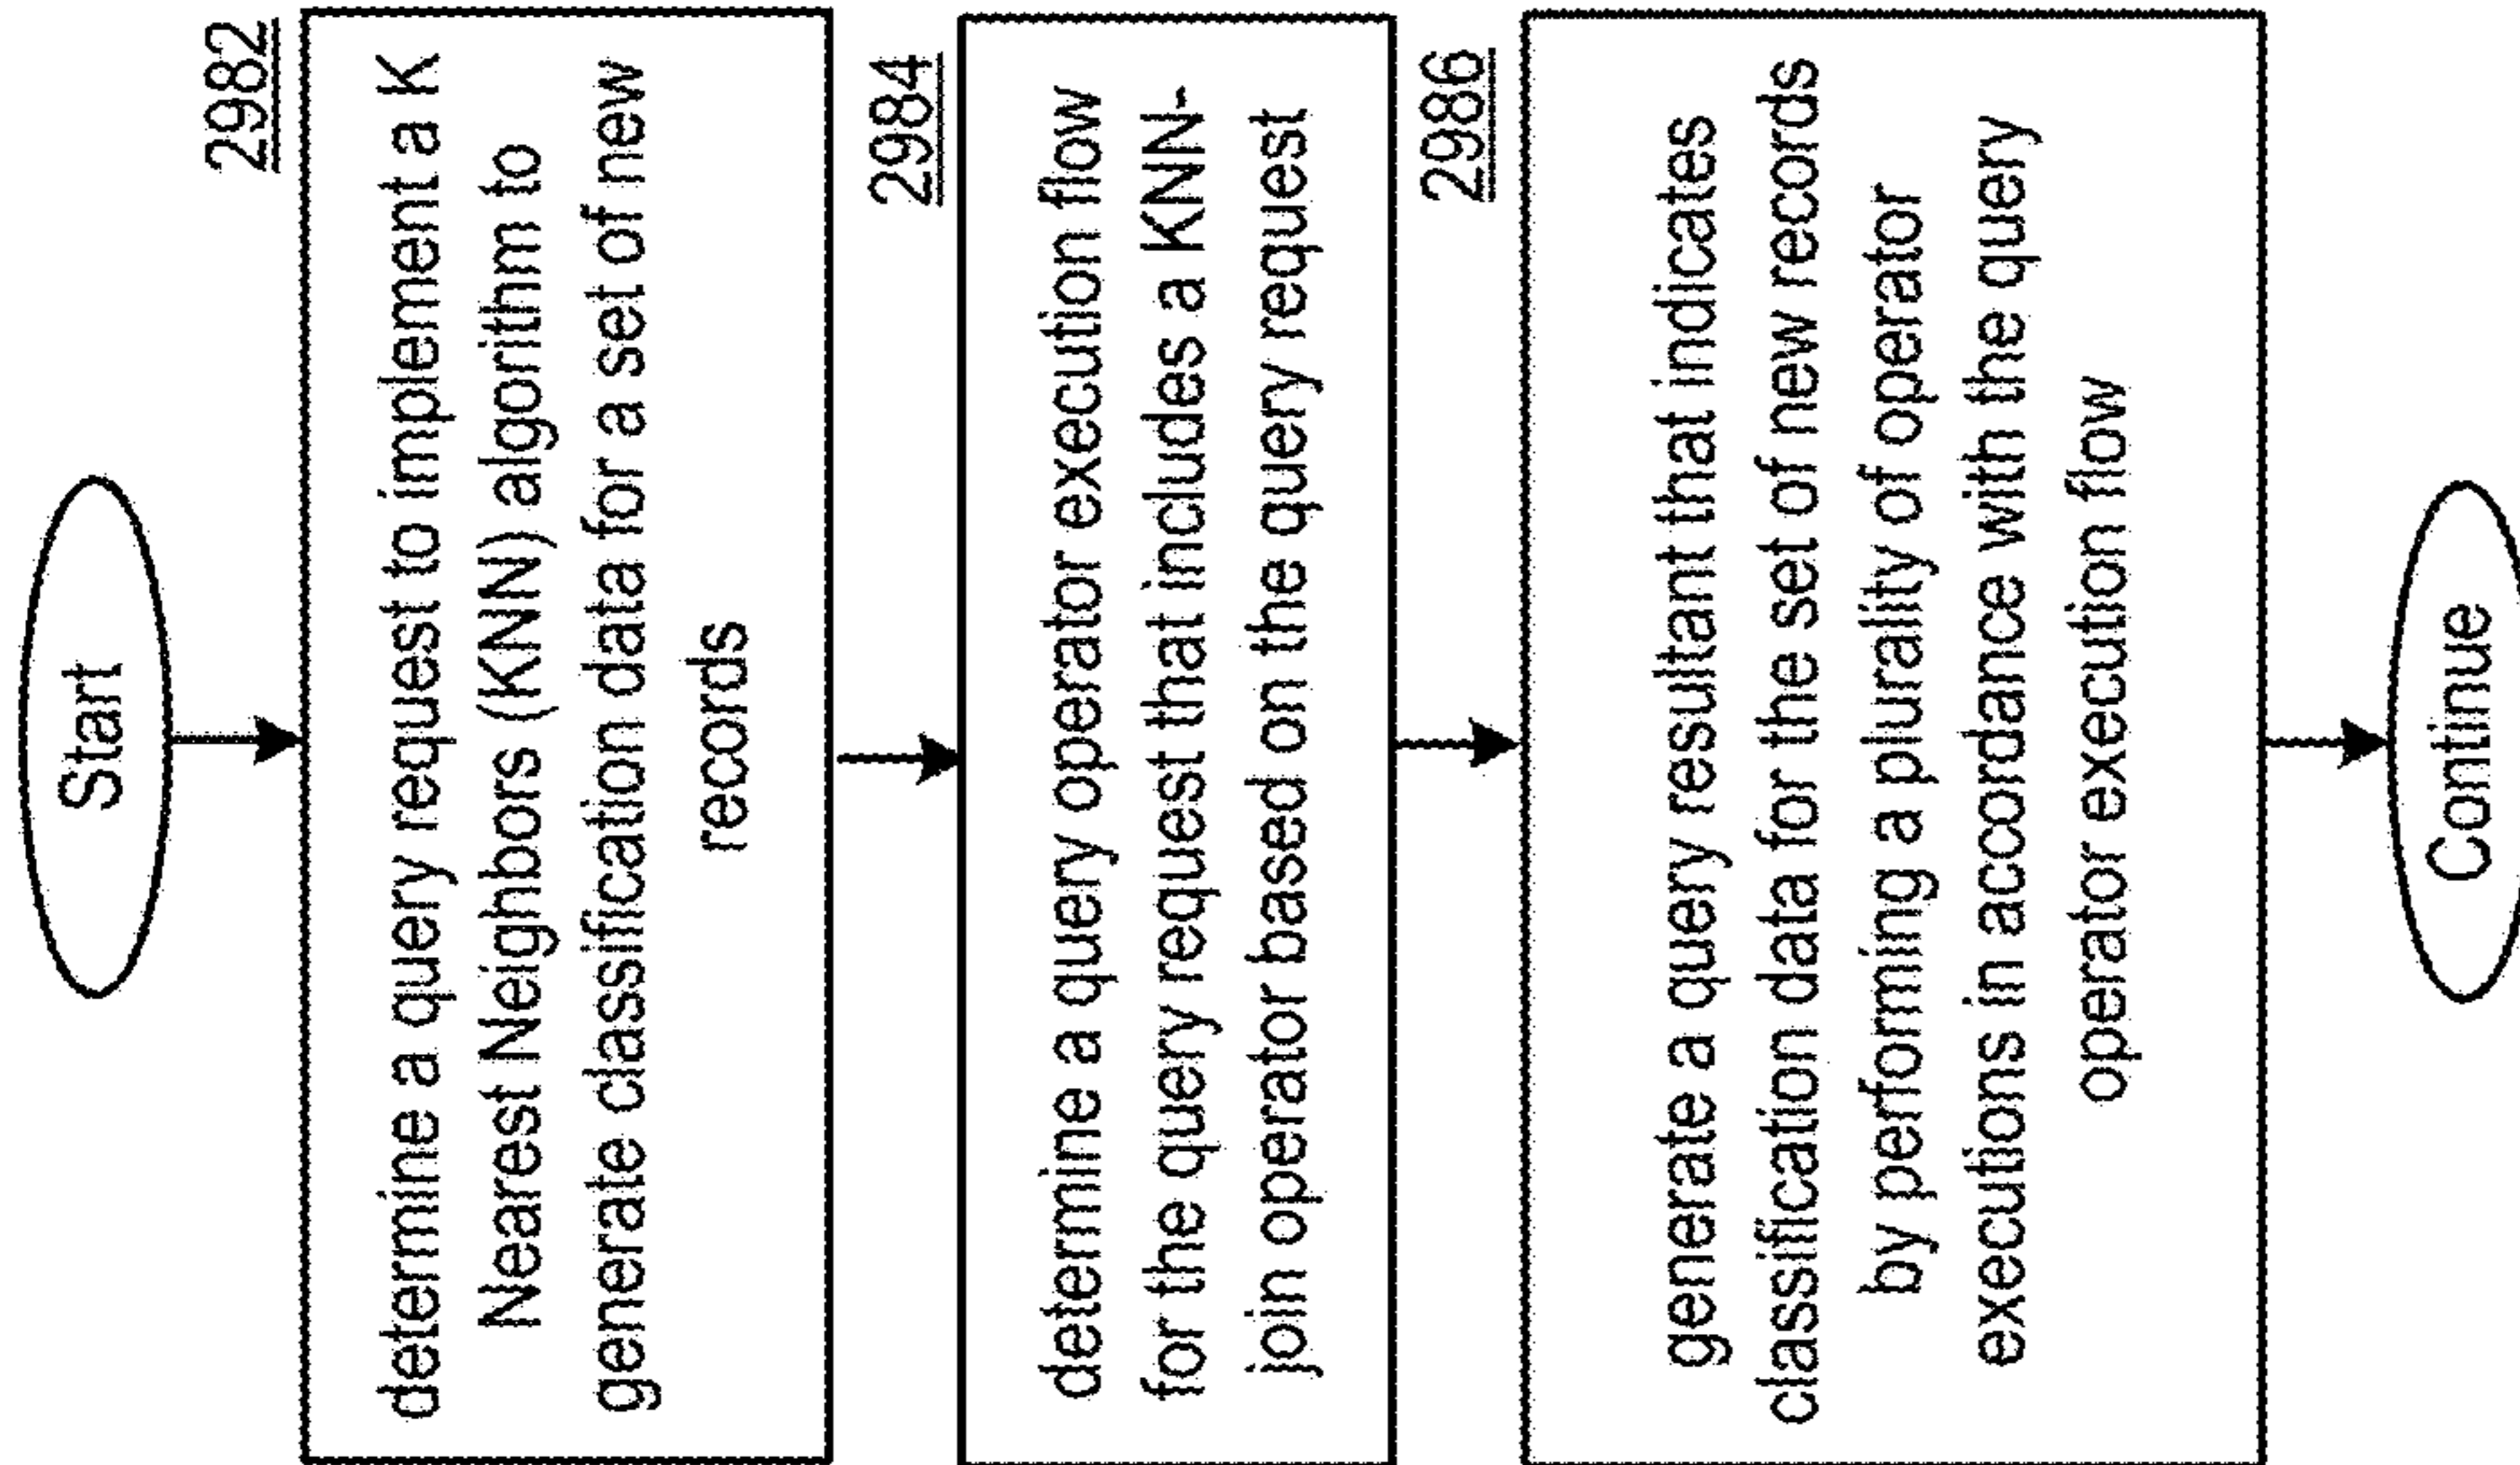 Start
2982
determine a query request to implement a K
Nearest Neighbors (KNN) algorithm to
generate classification data for a set of new
records
2984
determine a query operator execution flow
for the query request that includes a KNN-
join operator based on the query request
2986
generate a query resultant that indicates
classification data for the set of new records
by performing a plurality of operator
executions in accordance with the query
operator execution flow
Continue